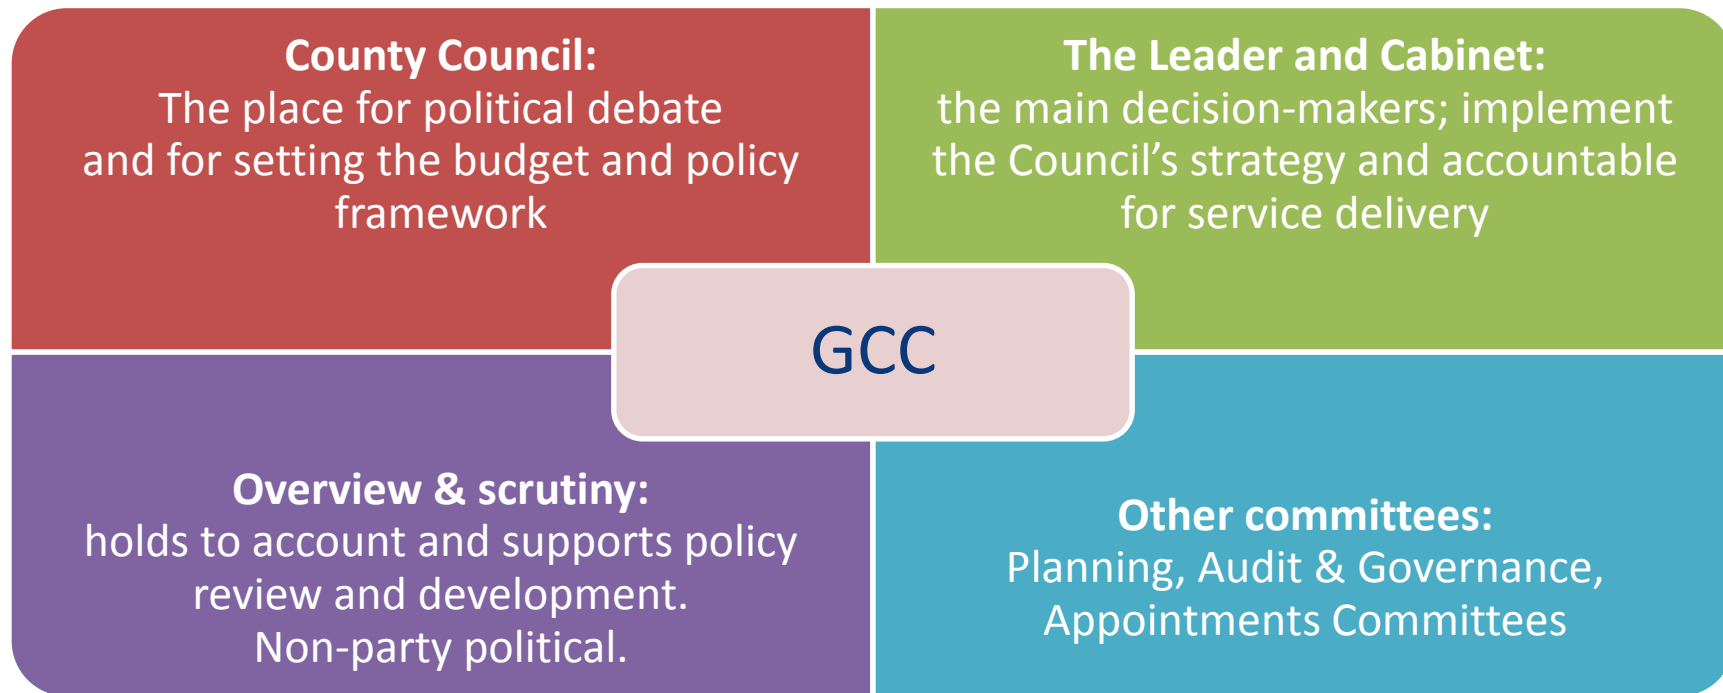 County Council:
The place for political debate
and for setting the budget and policy
framework
The Leader and Cabinet:
the main decision-makers; implement
the Council’s strategy and accountable
for service delivery
GCC
Overview & scrutiny:
holds to account and supports policy
review and development.
Non-party political.
Other committees:
Planning, Audit & Governance,
Appointments Committees